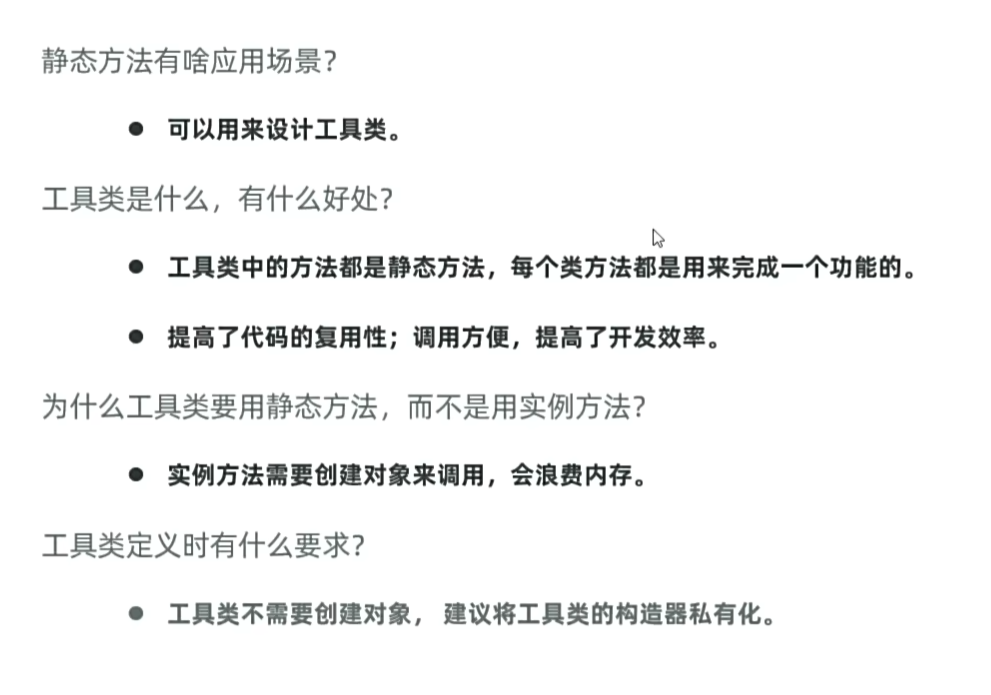 静态方法有啥应用场景？
● 可以用来设计工具类。
工具类是什么，有什么好处？
● 工具类中的方法都是静态方法，每个类方法都是用来完成一个功能的。
● 提高了代码的复用性；调用方便，提高了开发效率。
为什么工具类要用静态方法，而不是用实例方法？
● 实例方法需要创建对象来调用，会浪费内存。
工具类定义时有什么要求？
● 工具类不需要创建对象， 建议将工具类的构造器私有化。